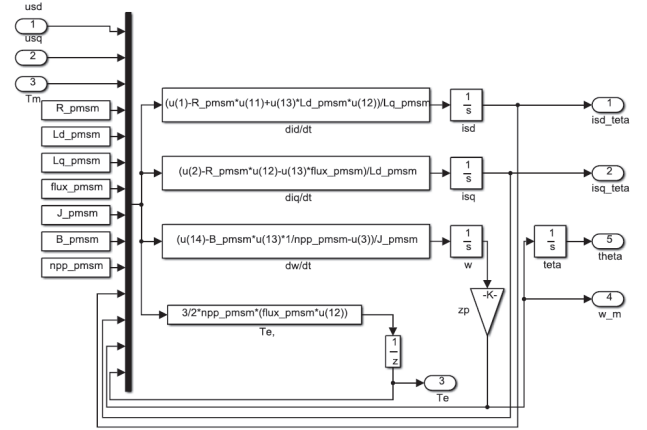 usd
1
usq
2
3
Tm
R_pmsm
Ld_pmsm
Lq_pmsm
flux_pmsm
J_pmsm
B_pmsm
npp_pmsm
(u(1)-R_pmsm*u(11)+u(13)*Ld_pmsm*u(12))/Lq_pmsm
did/dt
1
s
isd
1
isd_teta
(u(2)-R_pmsm*u(12)-u(13)*flux_pmsm)/Ld_pmsm
diq/dt
1
s
isq
2
isq_teta
(u(14)-B_pmsm*u(13)*1/npp_pmsm-u(3))/J_pmsm
dw/dt
1
s
w
1
s
teta
5
theta
-K-
zp
4
w_m
3/2*npp_pmsm*(flux_pmsm*u(12))
Te,
1
z
3
Te